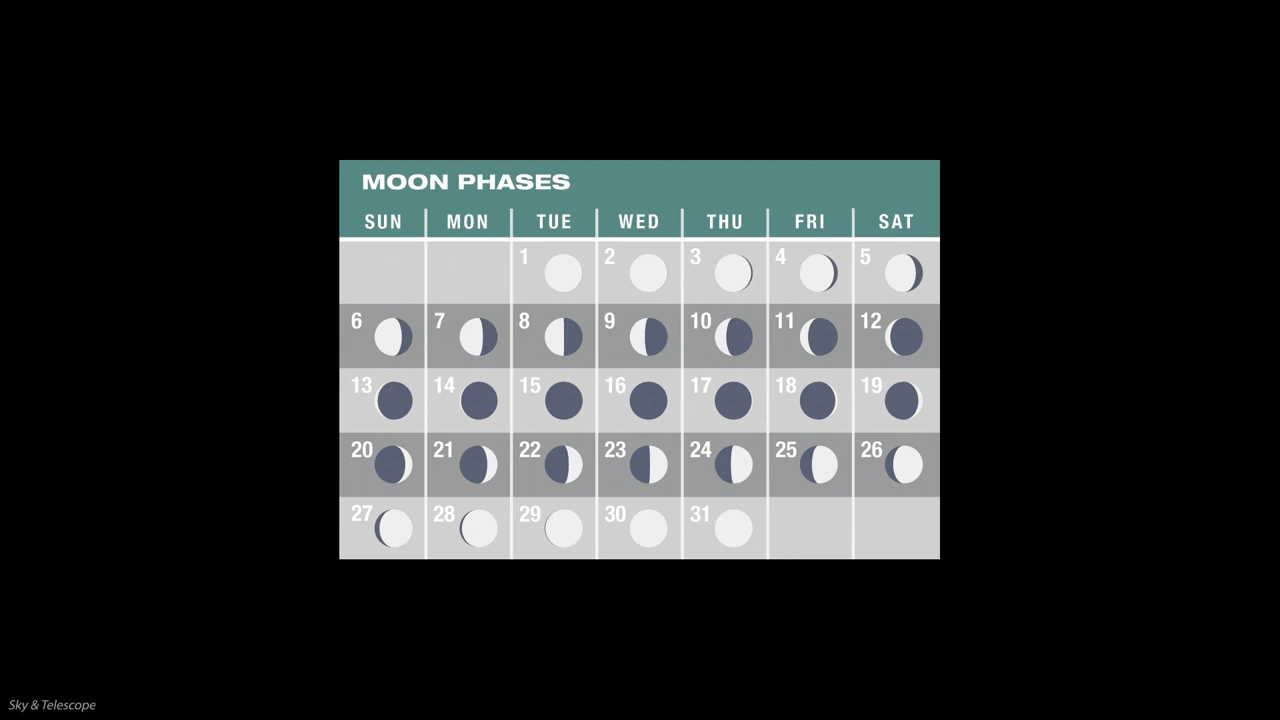 MOON PHASES
SUN MON TUE WED THU FRI SAT
1 2 3 4 5
6 7 8 9 10 11 12
13 14 15 16 17 18 19
20 21 22 23 24 25 26
27 28 29 30 31
Sky & Telescope